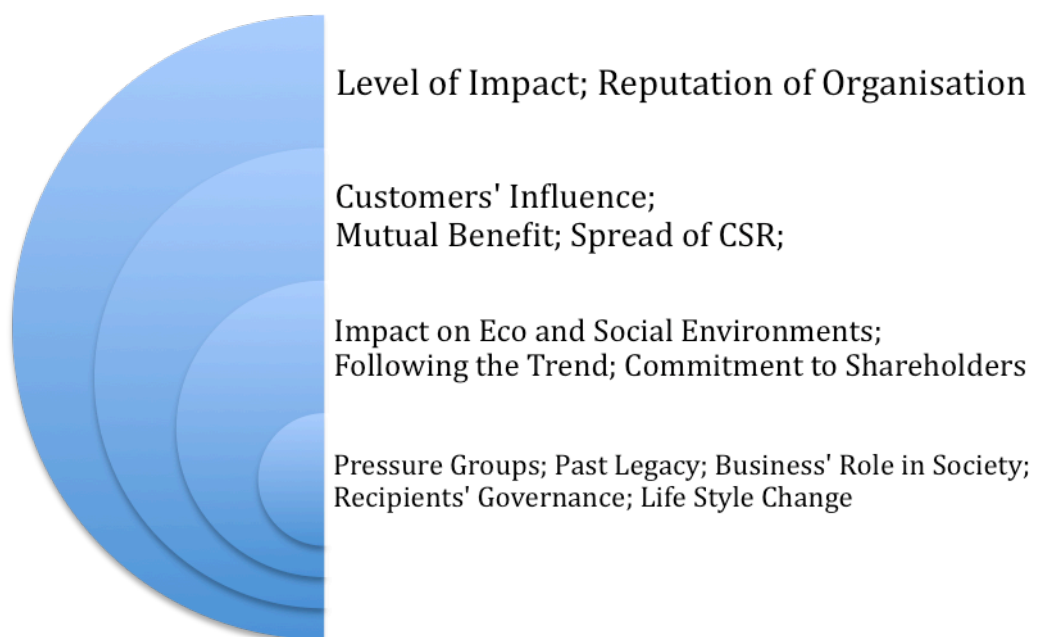 Level of Impact; Reputation of Organisation
Customers' Influence;
Mutual Benefit; Spread of CSR;
Impact on Eco and Social Environments;
Following the Trend; Commitment to Shareholders
Pressure Groups; Past Legacy; Business' Role in Society;
Recipients' Governance; Life Style Change